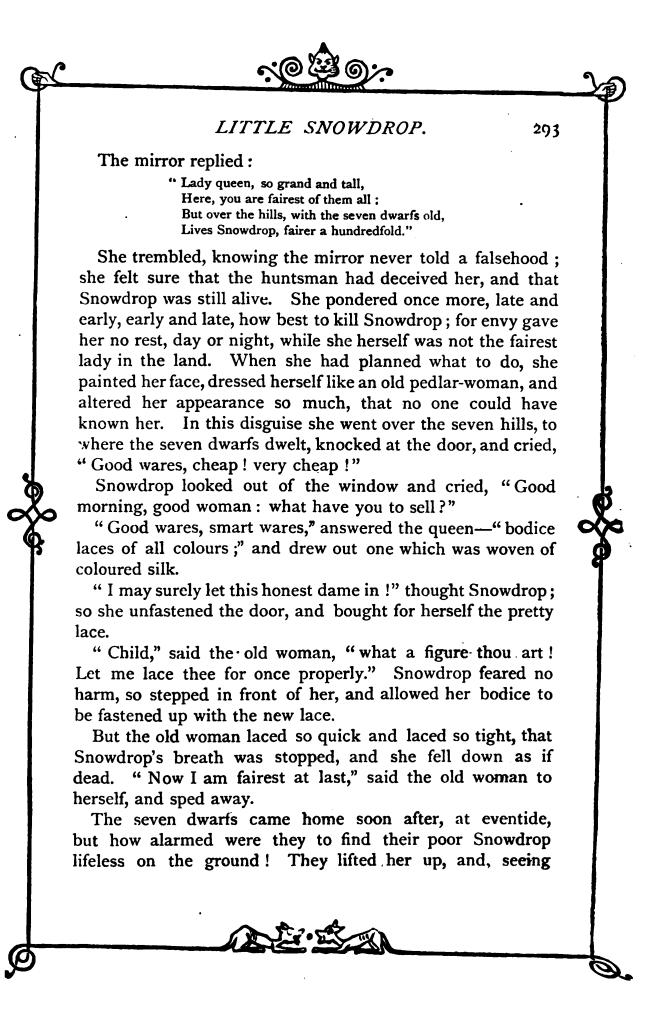 LITTLE SNOWDROP. 293
The mirror replied :
“ Lady queen, so grand and tall,
Here, you are fairest of them all :
But over the hills, with the seven dwarfs old,
Lives Snowdrop, fairer a hundredfold.”
She trembled, knowing the mirror never told a falsehood ;
she felt sure that the huntsman had deceived her, and that
Snowdrop was still alive. She pondered once more, late and
early, early and late, how best to kill Snowdrop ; for envy gave
her no rest, day or night, while she herself was not the fairest
lady in the land. When she had planned what to do, she
painted her face, dressed herself like an old pedlar-woman, and
altered her appearance so much, that no one could have
known her. In this disguise she went over the seven hills, to
where the seven dwarfs dwelt, knocked at the door, and cried,
“ Good wares, cheap ! very cheap !”
Snowdrop looked out of the window and cried, “ Good
morning, good woman : what have you to sell ?”
“ Good wares, smart wares,” answered the queen—“ bodice
laces of all colours ;” and drew out one which was woven of
coloured silk.
“ I may surely let this honest dame in !” thought Snowdrop ;
so she unfastened the door, and bought for herself the pretty
lace.
“ Child,” said the old woman, “ what a figure thou art !
Let me lace thee for once properly.” Snowdrop feared no
harm, so stepped in front of her, and allowed her bodice to
be fastened up with the new lace.
But the old woman laced so quick and laced so tight, that
Snowdrop’s breath was stopped, and she fell down as if
dead. “ Now I am fairest at last,” said the old woman to
herself, and sped away.
The seven dwarfs came home soon after, at eventide,
but how alarmed were they to find their poor Snowdrop
lifeless on the ground ! They lifted her up, and, seeing